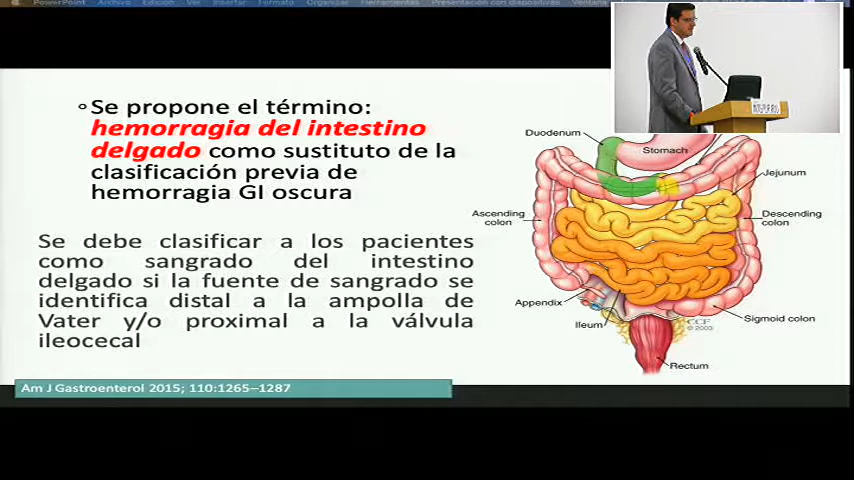 PowerPoint Archivo Edición Ver Insertar Formato Organizar Herramientas Presentación con diapositivas Ventana
°Se propone el término:
hemorragia del intestino
delgado como sustituto de la
clasificación previa de
hemorragia GI oscura
Se debe clasificar a los pacientes
como sangrado del intestino
delgado si la fuente de sangrado se
identifica distal a la ampolla de
Vater y/o proximal a la válvula
ileocecal
Am J Gastroenterol 2015; 110:1265–1287
Duodenum
Stomach
Jejunum
Ascending
colon
Descending
colon
Appendix
Ileum
Sigmoid colon
CCF
© 2003
Rectum